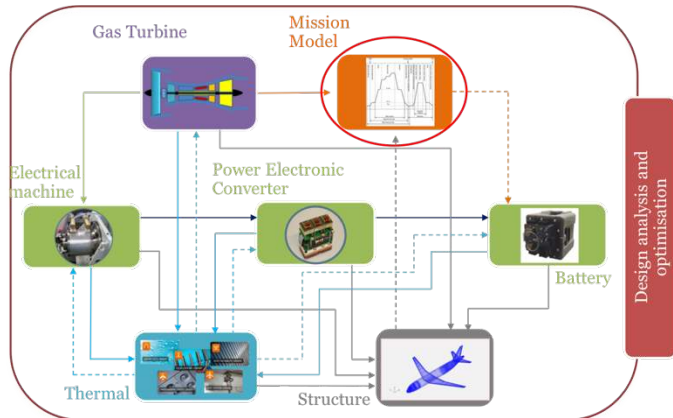 Gas Turbine
Mission
Model
Electrical
machine
Power Electronic
Converter
Battery
Thermal
Structure
Design analysis and
optimisation